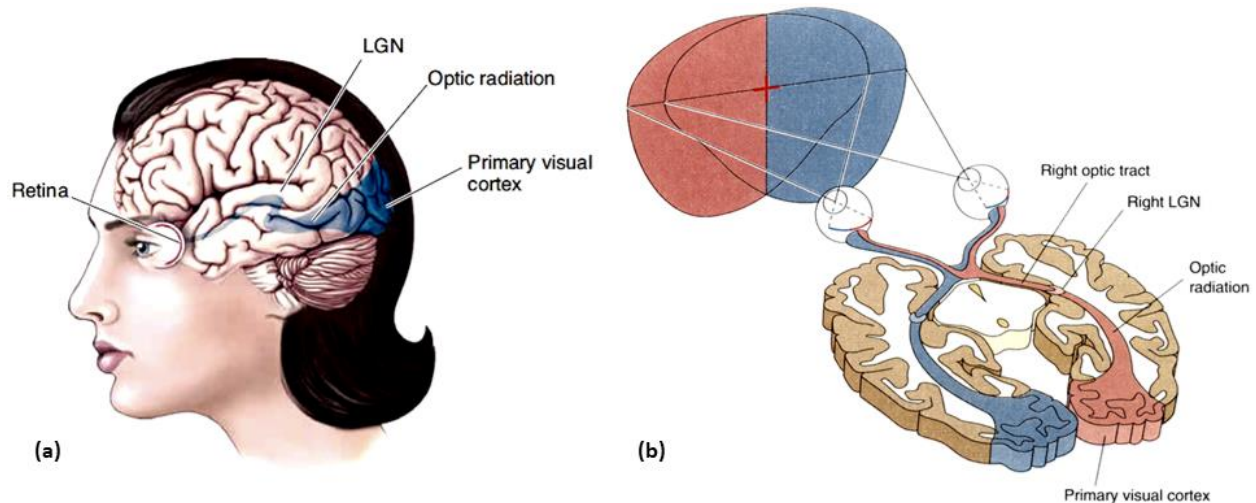 LGN
Optic radiation
Primary visual
cortex
Retina
(a)
Right optic tract
Right LGN
Optic
radiation
Primary visual cortex
(b)